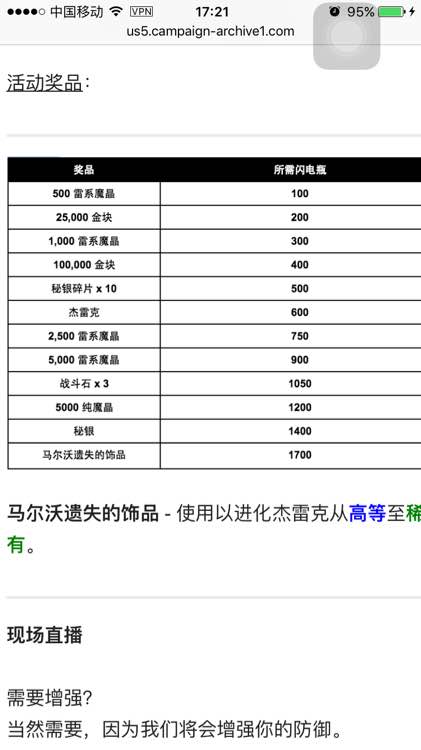 中国移动 VPN 17:21 95%
us5.campaign-archive1.com
活动奖品：
奖品 所需闪电瓶
500 雷系魔晶 100
25,000 金块 200
1,000 雷系魔晶 300
100,000 金块 400
秘银碎片 x 10 500
杰雷克 600
2,500 雷系魔晶 750
5,000 雷系魔晶 900
战斗石 x 3 1050
5000 纯魔晶 1200
秘银 1400
马尔沃遗失的饰品 1700
马尔沃遗失的饰品 - 使用以进化杰雷克从高等至稀
有。
现场直播
需要增强？
当然需要，因为我们将会增强你的防御。